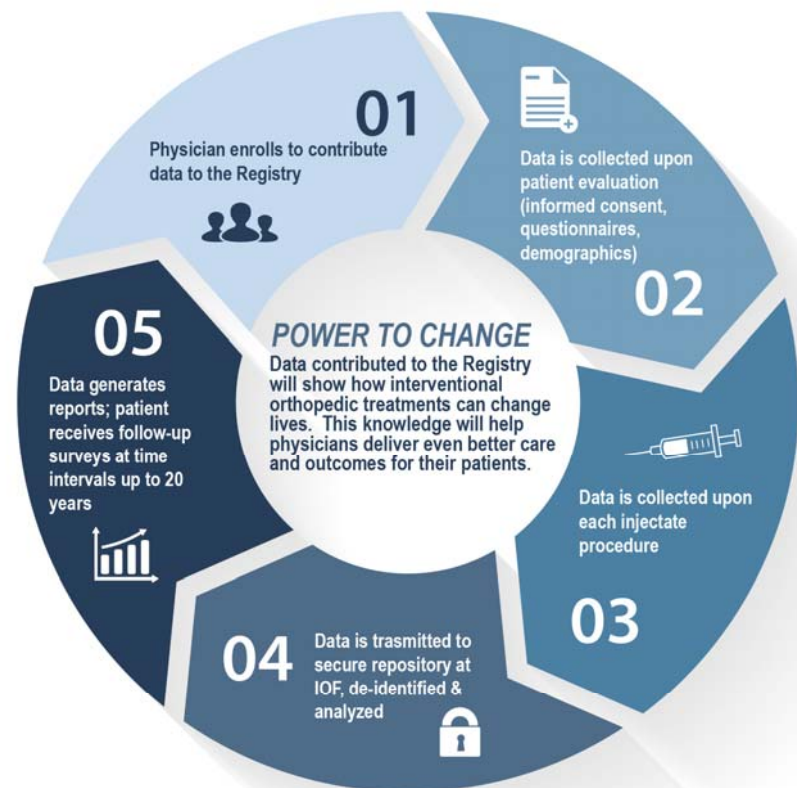 01
Physician enrolls to contribute
data to the Registry
Data is collected upon
patient evaluation
(informed consent,
questionnaires,
demographics)
02
Data is collected upon
each injectate
procedure
03
04
Data is trasmitted to
secure repository at
IOF, de-identified &
analyzed
05
Data generates
reports; patient
receives follow-up
surveys at time
intervals up to 20
years
POWER TO CHANGE
Data contributed to the Registry
will show how interventional
orthopedic treatments can change
lives.  This knowledge will help
physicians deliver even better care
and outcomes for their patients.